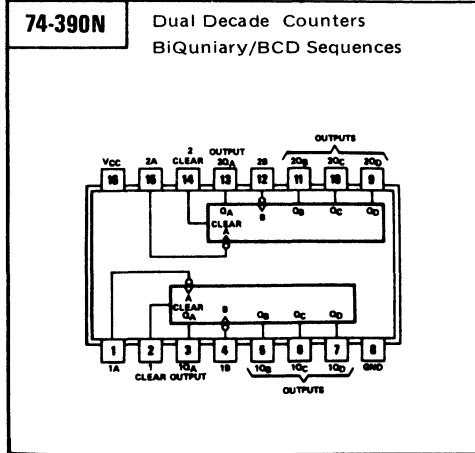 74-390N
Dual Decade Counters
BiQuniary/BCD Sequences
OUTPUTS
2 OUTPUT
VCC 2A CLEAR 2QA 2B 2QB 2QC 2QD
16 15 14 13 12 11 10 9
QA B QB QC QD
CLEAR
A
A B
CLEAR
QA QB QC QD
1 2 3 4 5 6 7 8
1A 1 1QA 1B 1QB 1QC 1QD GND
CLEAR OUTPUT
OUTPUTS